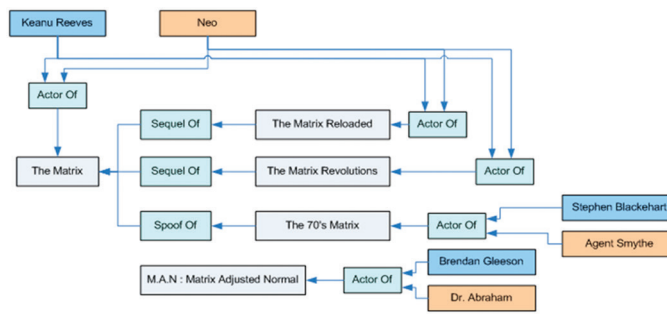 Keanu Reeves
Neo
Actor Of
Sequel Of
The Matrix Reloaded
Actor Of
The Matrix
Sequel Of
The Matrix Revolutions
Actor Of
Stephen Blackehart
Spoof Of
The 70's Matrix
Actor Of
Agent Smythe
Brendan Gleeson
M.A.N : Matrix Adjusted Normal
Actor Of
Dr. Abraham